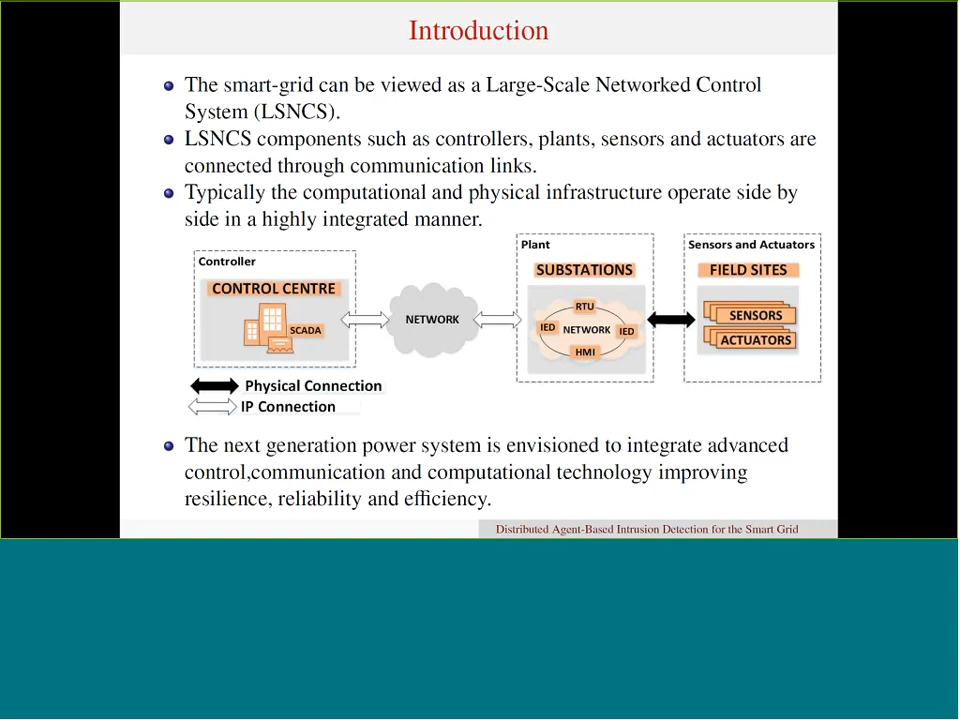 Introduction
The smart-grid can be viewed as a Large-Scale Networked Control
System (LSNCS).
LSNCS components such as controllers, plants, sensors and actuators are
connected through communication links.
Typically the computational and physical infrastructure operate side by
side in a highly integrated manner.
Controller
CONTROL CENTRE
SCADA
NETWORK
Plant
SUBSTATIONS
RTU
IED NETWORK IED
HMI
Sensors and Actuators
FIELD SITES
SENSORS
ACTUATORS
Physical Connection
IP Connection
The next generation power system is envisioned to integrate advanced
control,communication and computational technology improving
resilience, reliability and efficiency.
Distributed Agent-Based Intrusion Detection for the Smart Grid